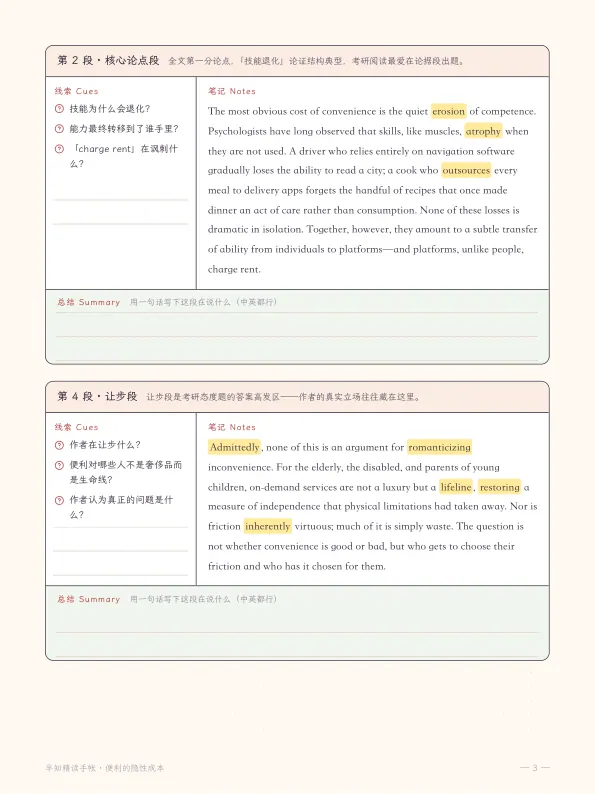 第 2 段·核心论点段 全文第一分论点，「技能退化」论证结构典型，考研阅读最爱在论据段出题。
线索 Cues
技能为什么会退化？
能力最终转移到了谁手里？
「charge rent」在讽刺什
么？
笔记 Notes
The most obvious cost of convenience is the quiet erosion of competence.
Psychologists have long observed that skills, like muscles, atrophy when
they are not used. A driver who relies entirely on navigation software
gradually loses the ability to read a city; a cook who outsources every
meal to delivery apps forgets the handful of recipes that once made
dinner an act of care rather than consumption. None of these losses is
dramatic in isolation. Together, however, they amount to a subtle transfer
of ability from individuals to platforms—and platforms, unlike people,
charge rent.
总结 Summary 用一句话写下这段在说什么（中英都行）
第 4 段·让步段 让步段是考研态度题的答案高发区——作者的真实立场往往藏在这里。
线索 Cues
作者在让步什么？
便利对哪些人不是奢侈品而
是生命线？
作者认为真正的问题是什
么？
笔记 Notes
Admittedly, none of this is an argument for romanticizing
inconvenience. For the elderly, the disabled, and parents of young
children, on-demand services are not a luxury but a lifeline, restoring a
measure of independence that physical limitations had taken away. Nor is
friction inherently virtuous; much of it is simply waste. The question is
not whether convenience is good or bad, but who gets to choose their
friction and who has it chosen for them.
总结 Summary 用一句话写下这段在说什么（中英都行）
早知精读手帐·便利的隐性成本
— 3 —